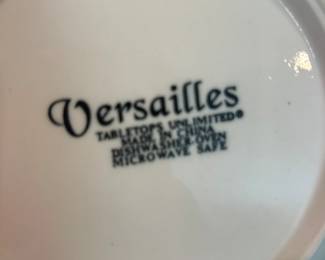 Versailles
TABLETOPS UNLIMITED®
MADE IN CHINA
DISHWASHER-OVEN
MICROWAVE SAFE